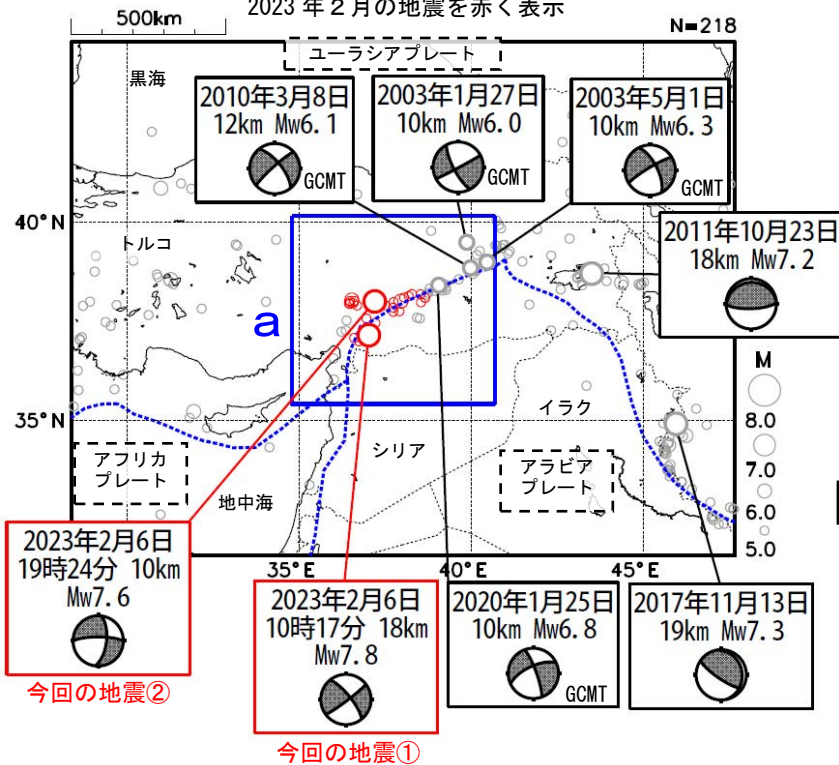 2023年2月の地震を赤く表示
500km
N=218
ユーラシアプレート
黒海
2010年3月8日
12km Mw6.1
GCMT
2003年1月27日
10km Mw6.0
GCMT
2003年5月1日
10km Mw6.3
GCMT
40°N
トルコ
2011年10月23日
18km Mw7.2
a
M
8.0
7.0
6.0
5.0
35°N
イラク
シリア
アフリカ
プレート
アラビア
プレート
地中海
35°E
40°E
45°E
2023年2月6日
19時24分 10km
Mw7.6
今回の地震②
2023年2月6日
10時17分 18km
Mw7.8
今回の地震①
2020年1月25日
10km Mw6.8
GCMT
2017年11月13日
19km Mw7.3